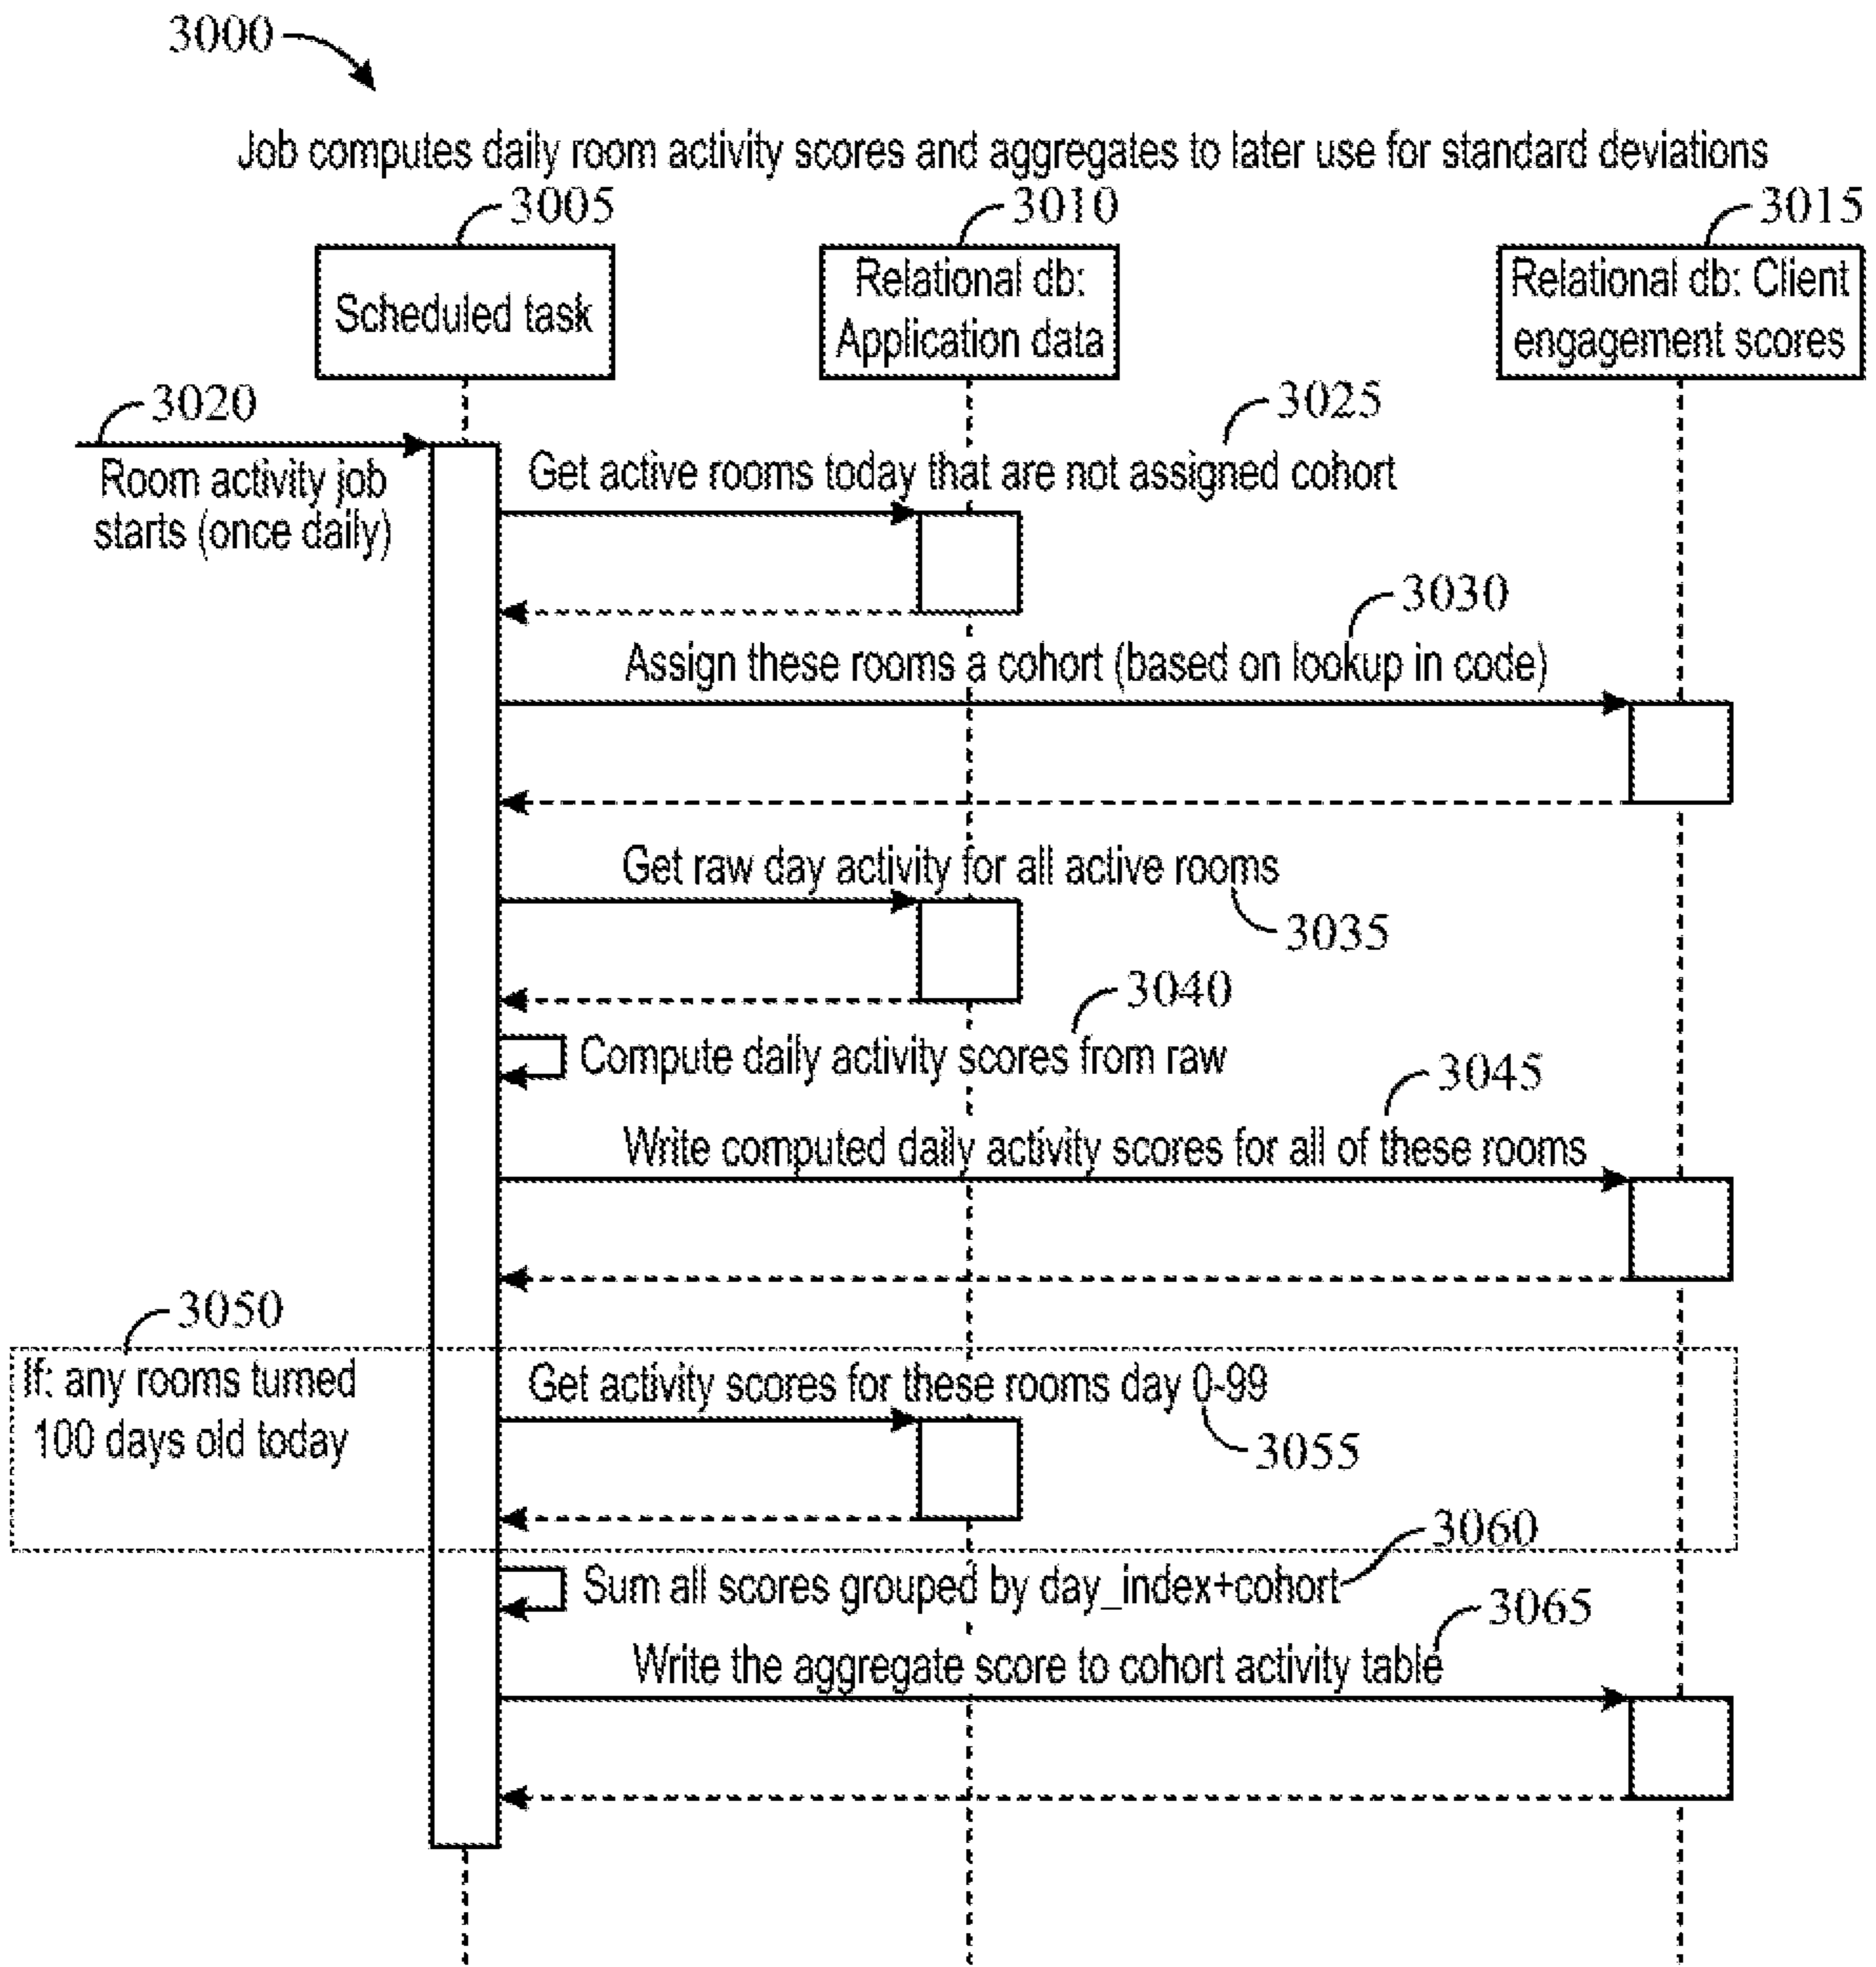 3000
Job computes daily room activity scores and aggregates to later use for standard deviations
3005
3010
3015
Scheduled task
Relational db:
Application data
Relational db: Client
engagement scores
3020
Room activity job
starts (once daily)
3025
Get active rooms today that are not assigned cohort
3030
Assign these rooms a cohort (based on lookup in code)
Get raw day activity for all active rooms
3035
3040
Compute daily activity scores from raw
3045
Write computed daily activity scores for all of these rooms
3050
If: any rooms turned
100 days old today
Get activity scores for these rooms day 0-99
3055
3060
Sum all scores grouped by day_index+cohort
3065
Write the aggregate score to cohort activity table